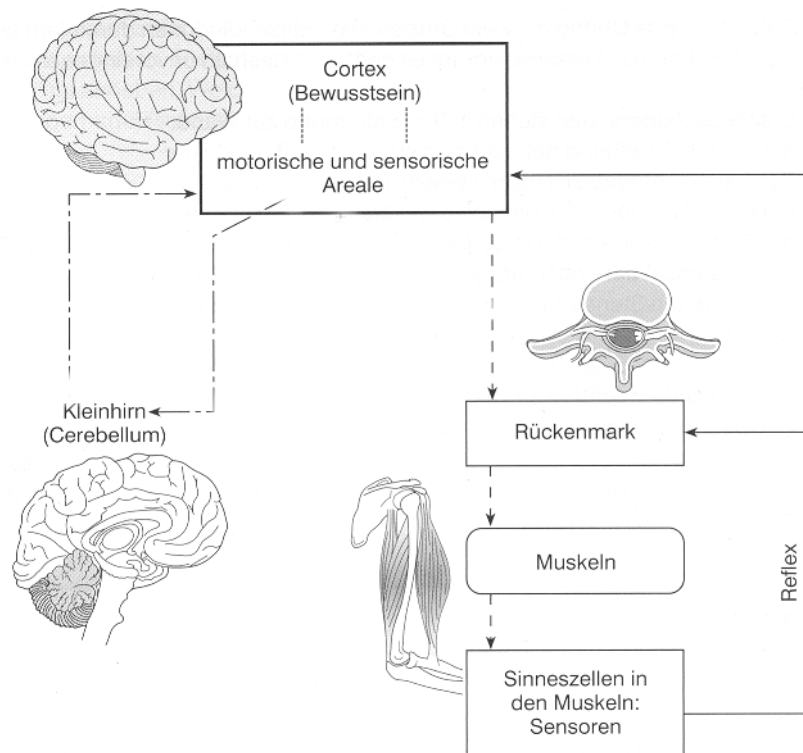 Cortex
(Bewusstsein)
motorische und sensorische
Areale
Kleinhirn
(Cerebellum)
Rückenmark
Muskeln
Reflex
Sinneszellen in
den Muskeln:
Sensoren